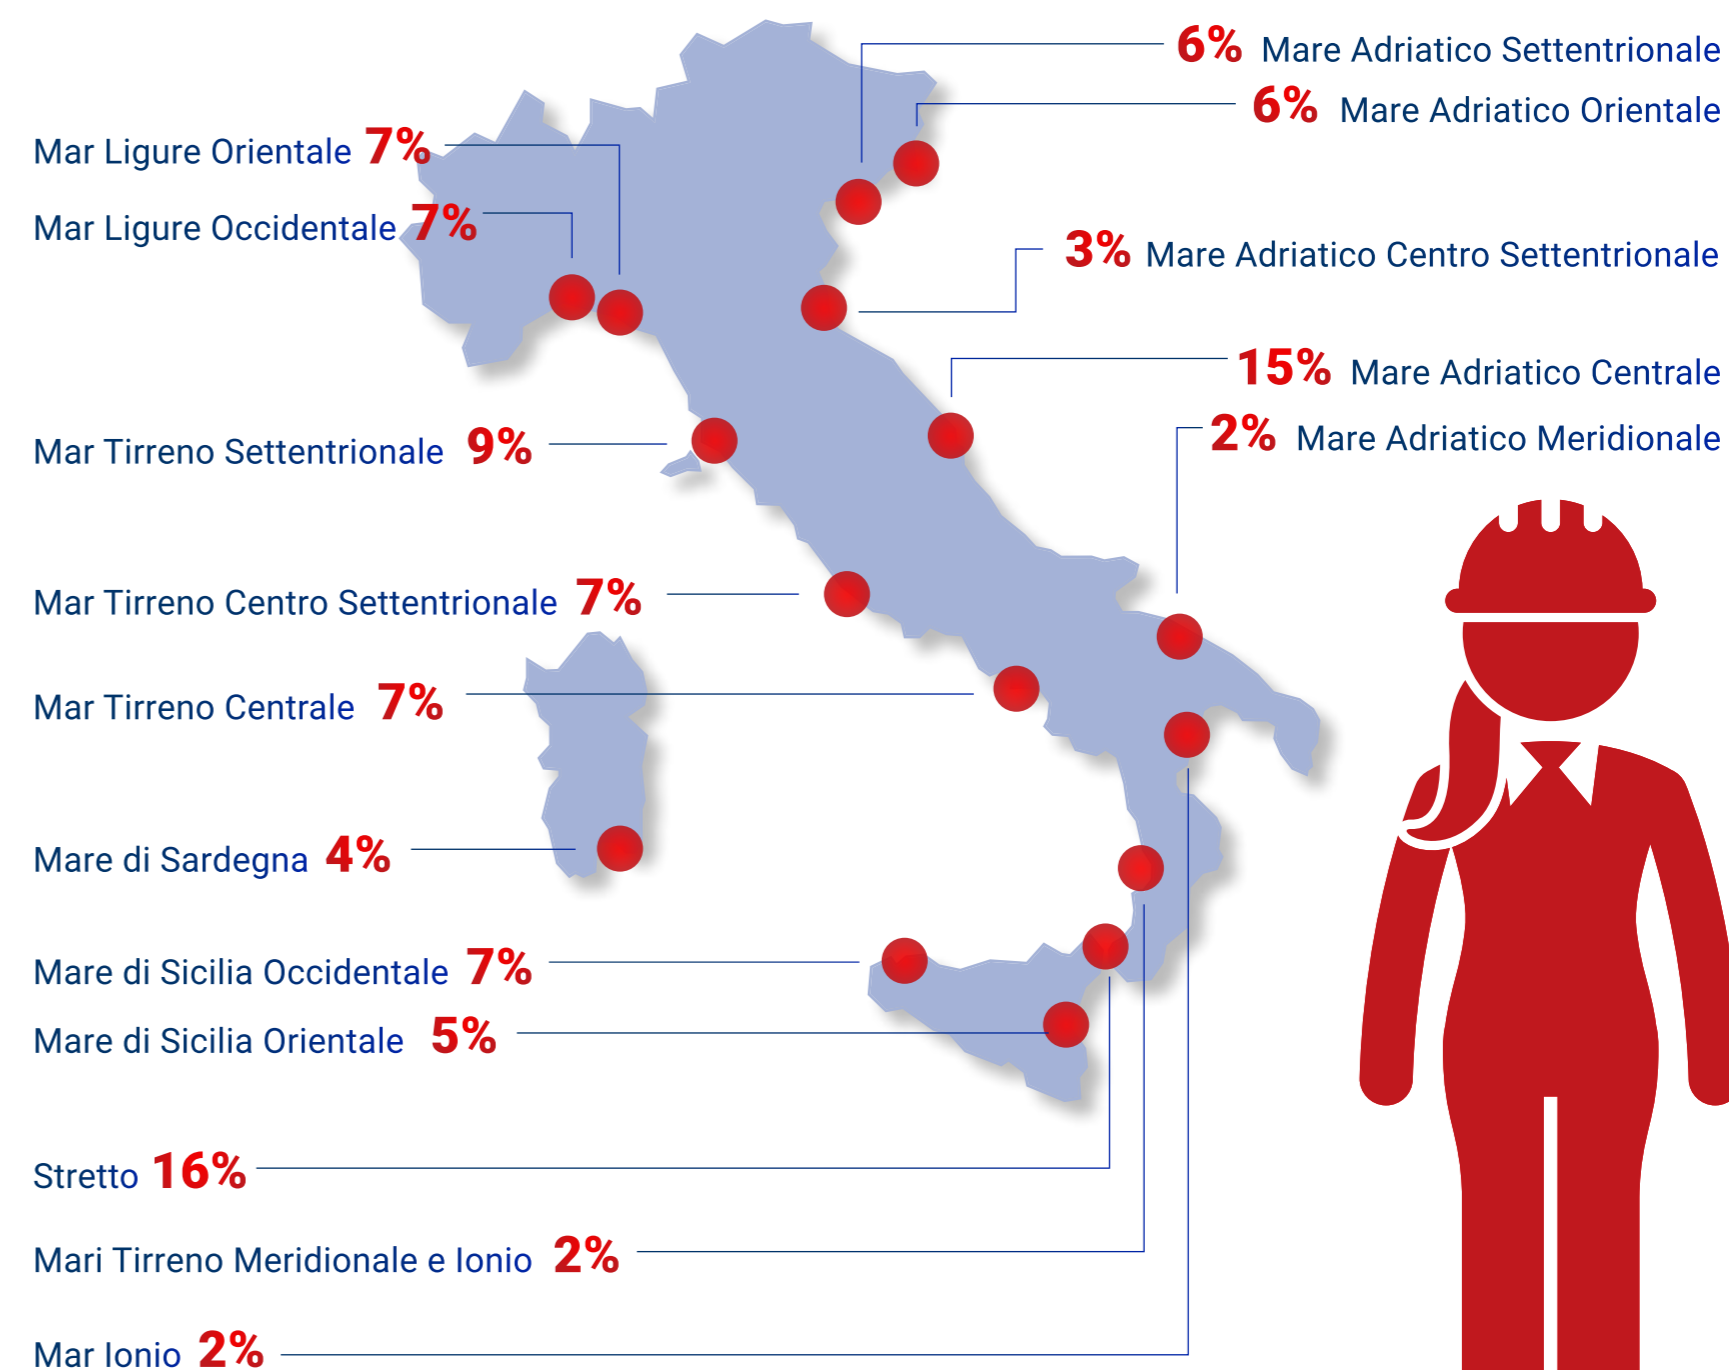 Mar Ligure Orientale 7%
Mar Ligure Occidentale 7%
Mar Tirreno Settentrionale 9%
Mar Tirreno Centro Settentrionale 7%
Mar Tirreno Centrale 7%
Mare di Sardegna 4%
Mare di Sicilia Occidentale 7%
Mare di Sicilia Orientale 5%
Stretto 16%
Mari Tirreno Meridionale e Ionio 2%
Mar Ionio 2%
6% Mare Adriatico Settentrionale
6% Mare Adriatico Orientale
3% Mare Adriatico Centro Settentrionale
15% Mare Adriatico Centrale
2% Mare Adriatico Meridionale